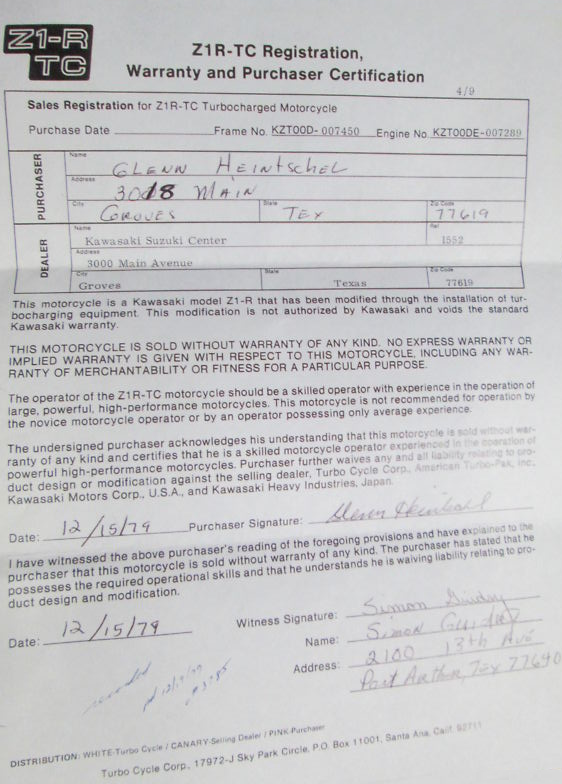 Z1-R
TC
Z1R-TC Registration,
Warranty and Purchaser Certification
4/9
Sales Registration for Z1R-TC Turbocharged Motorcycle
Purchase Date Frame No. KZT00D- 007450 Engine No. KZT00DE-007289
PURCHASER
Name
GLENN HEINTSCHEL
Address
3018 MAIN
City State Zip Code
GROVES TEX 77619
DEALER
Name Ref
Kawasaki Suzuki Center 1552
Address
3000 Main Avenue
City State Zip Code
Groves Texas 77619
This motorcycle is a Kawasaki model Z1-R that has been modified through the installation of tur-
bocharging equipment. This modification is not authorized by Kawasaki and voids the standard
Kawasaki warranty.
THIS MOTORCYCLE IS SOLD WITHOUT WARRANTY OF ANY KIND. NO EXPRESS WARRANTY OR
IMPLIED WARRANTY IS GIVEN WITH RESPECT TO THIS MOTORCYCLE, INCLUDING ANY WAR-
RANTY OF MERCHANTABILITY OR FITNESS FOR A PARTICULAR PURPOSE.
The operator of the Z1R-TC motorcycle should be a skilled operator with experience in the operation of
large, powerful, high-performance motorcycles. This motorcycle is not recommended for operation by
the novice motorcycle operator or by an operator possessing only average experience.
The undersigned purchaser acknowledges his understanding that this motorcycle is sold without war-
ranty of any kind and certifies that he is a skilled motorcycle operator experienced in the operation of
powerful high-performance motorcycles. Purchaser further waives any and all liability relating to pro-
duct design or modification against the selling dealer, Turbo Cycle Corp., American Turbo-Pak, Inc.,
Kawasaki Motors Corp., U.S.A., and Kawasaki Heavy Industries, Japan.
Date: 12/15/79 Purchaser Signature: Glenn Heintschel
I have witnessed the above purchaser's reading of the foregoing provisions and have explained to the
purchaser that this motorcycle is sold without warranty of any kind. The purchaser has stated that he
possesses the required operational skills and that he understands he is waiving liability relating to pro-
duct design and modification.
Date: 12/15/79 Witness Signature: Simon Guidry
Name: Simon Guidry
Address: 2100 13th Ave
Port Arthur, Tex 77640
DISTRIBUTION: WHITE-Turbo Cycle / CANARY-Selling Dealer / PINK-Purchaser
Turbo Cycle Corp., 17972-J Sky Park Circle, P.O. Box 11001, Santa Ana, Calif. 92711